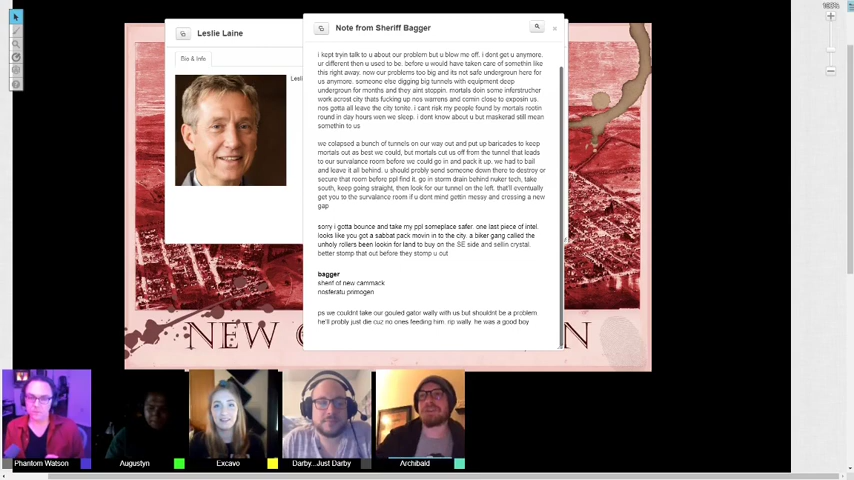 Leslie Laine
Bio & Info
Lesli
Note from Sheriff Bagger
i kept tryin talk to u about our problem but u blow me off. i dont get u anymore.
ur different then u used to be. before u would have taken care of somethin like
this right away. now our problems too big and its not safe undergroun here for
us anymore. someone else digging big tunnels with equipment deep
undergroun for months and they aint stoppin. mortals doin some inferstrucher
work acrost city thats fucking up nos warrens and comin close to exposin us.
nos gotta all leave the city tonite. i cant risk my people found by mortals rootin
round in day hours wen we sleep. i dont know about u but maskerad still mean
somethin to us
we colapsed a bunch of tunnels on our way out and put up baricades to keep
mortals out as best we could, but mortals cut us off from the tunnel that leads
to our survalance room before we could go in and pack it up. we had to bail
and leave it all behind. u should probly send someone down there to destroy or
secure that room before ppl find it. go in storm drain behind nuker tech, take
south, keep going straight, then look for our tunnel on the left. that'll eventually
get you to the survalance room if u dont mind gettin messy and crossing a new
gap
sorry i gotta bounce and take my ppl someplace safer. one last piece of intel.
looks like you got a sabbat pack movin in to the city. a biker gang called the
unholy rollers been lookin for land to buy on the SE side and sellin crystal.
better stomp that out before they stomp u out
bagger
sherif of new cammack
nosferatu primogen
ps we couldnt take our gouled gator wally with us but shouldnt be a problem
he'll probly just die cuz no ones feeding him. rip wally. he was a good boy
NEW
N
Phantom Watson
Augustyn
Excavo
Darby...Just Darby
Archibald